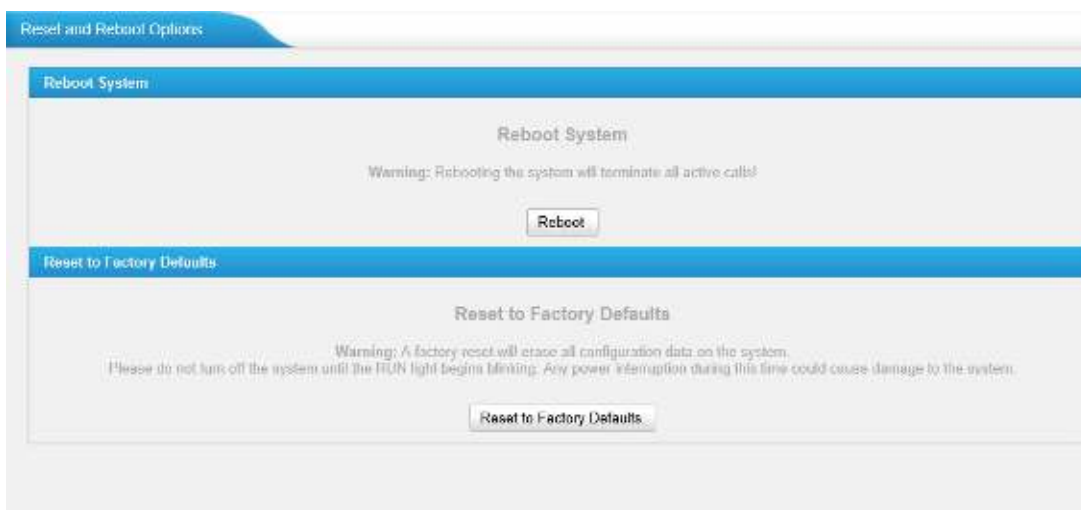 Reset and Reboot Options
Reboot System
Reboot System
Warning: Rebooting the system will terminate all active calls!
Reboot
Reset to Factory Defaults
Reset to Factory Defaults
Warning: A factory reset will erase all configuration data on the system.
Please do not turn off the system until the RUN light begins blinking. Any power interruption during this time could cause damage to the system.
Reset to Factory Defaults